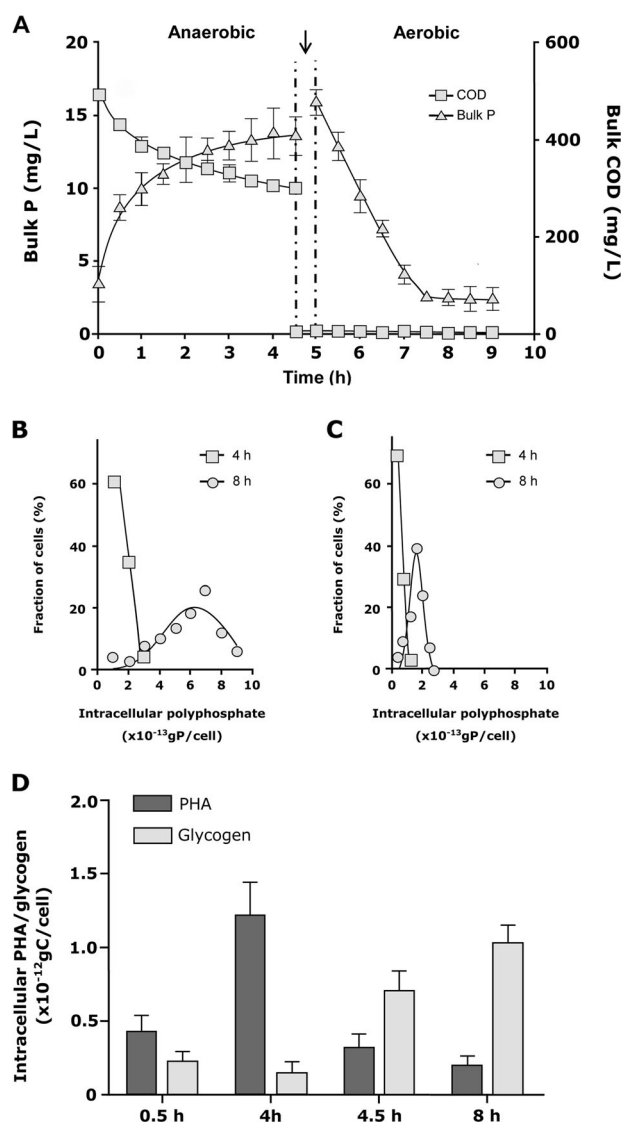 A
Anaerobic
Aerobic
20
15
10
5
0
Bulk P (mg/L)
600
400
200
0
Bulk COD (mg/L)
COD
Bulk P
0 1 2 3 4 5 6 7 8 9 10
Time (h)
B
4 h
8 h
60
40
20
0
Fraction of cells (%)
0 2 4 6 8 10
Intracellular polyphosphate
(x10⁻¹³gP/cell)
C
4 h
8 h
60
40
20
0
Fraction of cells (%)
0 2 4 6 8 10
Intracellular polyphosphate
(x10⁻¹³gP/cell)
D
PHA
Glycogen
2.0
1.5
1.0
0.5
0
Intracellular PHA/glycogen
(x10⁻¹²gC/cell)
0.5 h 4h 4.5 h 8 h